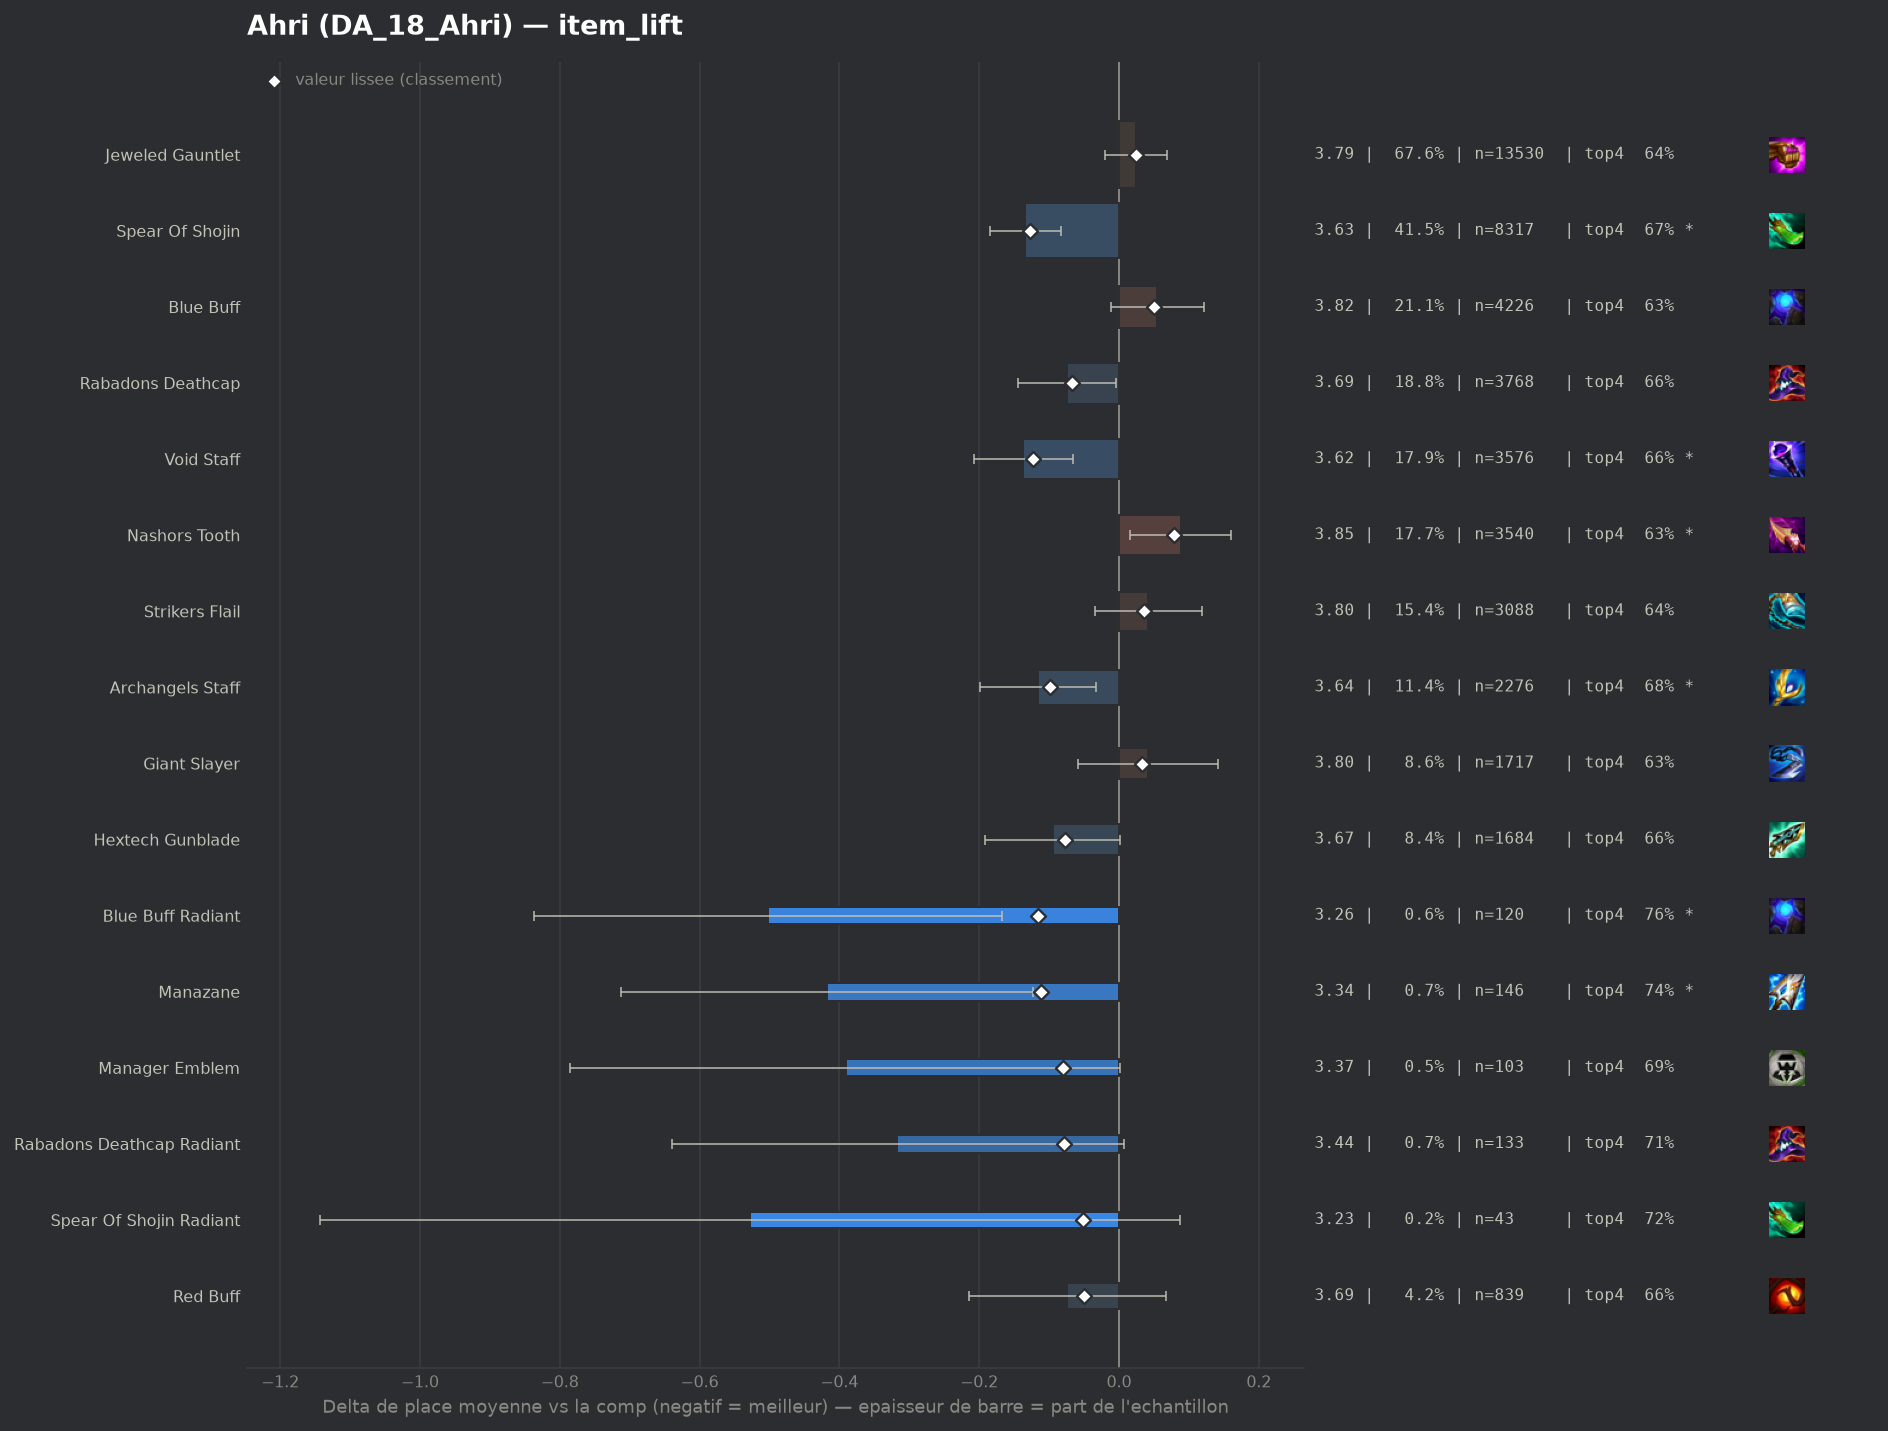 Ahri (DA_18_Ahri) — item_lift
valeur lissee (classement)
Jeweled Gauntlet 3.79 | 67.6% | n=13530 | top4 64%
Spear Of Shojin 3.63 | 41.5% | n=8317 | top4 67% *
Blue Buff 3.82 | 21.1% | n=4226 | top4 63%
Rabadons Deathcap 3.69 | 18.8% | n=3768 | top4 66%
Void Staff 3.62 | 17.9% | n=3576 | top4 66% *
Nashors Tooth 3.85 | 17.7% | n=3540 | top4 63% *
Strikers Flail 3.80 | 15.4% | n=3088 | top4 64%
Archangels Staff 3.64 | 11.4% | n=2276 | top4 68% *
Giant Slayer 3.80 | 8.6% | n=1717 | top4 63%
Hextech Gunblade 3.67 | 8.4% | n=1684 | top4 66%
Blue Buff Radiant 3.26 | 0.6% | n=120 | top4 76% *
Manazane 3.34 | 0.7% | n=146 | top4 74% *
Manager Emblem 3.37 | 0.5% | n=103 | top4 69%
Rabadons Deathcap Radiant 3.44 | 0.7% | n=133 | top4 71%
Spear Of Shojin Radiant 3.23 | 0.2% | n=43 | top4 72%
Red Buff 3.69 | 4.2% | n=839 | top4 66%
−1.2 −1.0 −0.8 −0.6 −0.4 −0.2 0.0 0.2
Delta de place moyenne vs la comp (negatif = meilleur) — epaisseur de barre = part de l'echantillon